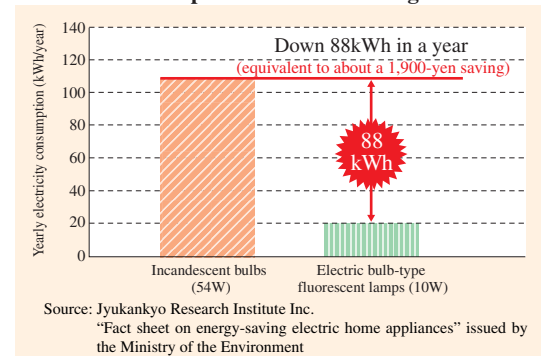 140
120
100
80
60
40
20
0
Yearly electricity consumption (kWh/year)
Down 88kWh in a year
(equivalent to about a 1,900-yen saving)
88
kWh
Incandescent bulbs
(54W)
Electric bulb-type
fluorescent lamps (10W)
Source: Jyukankyo Research Institute Inc.
“Fact sheet on energy-saving electric home appliances” issued by
the Ministry of the Environment